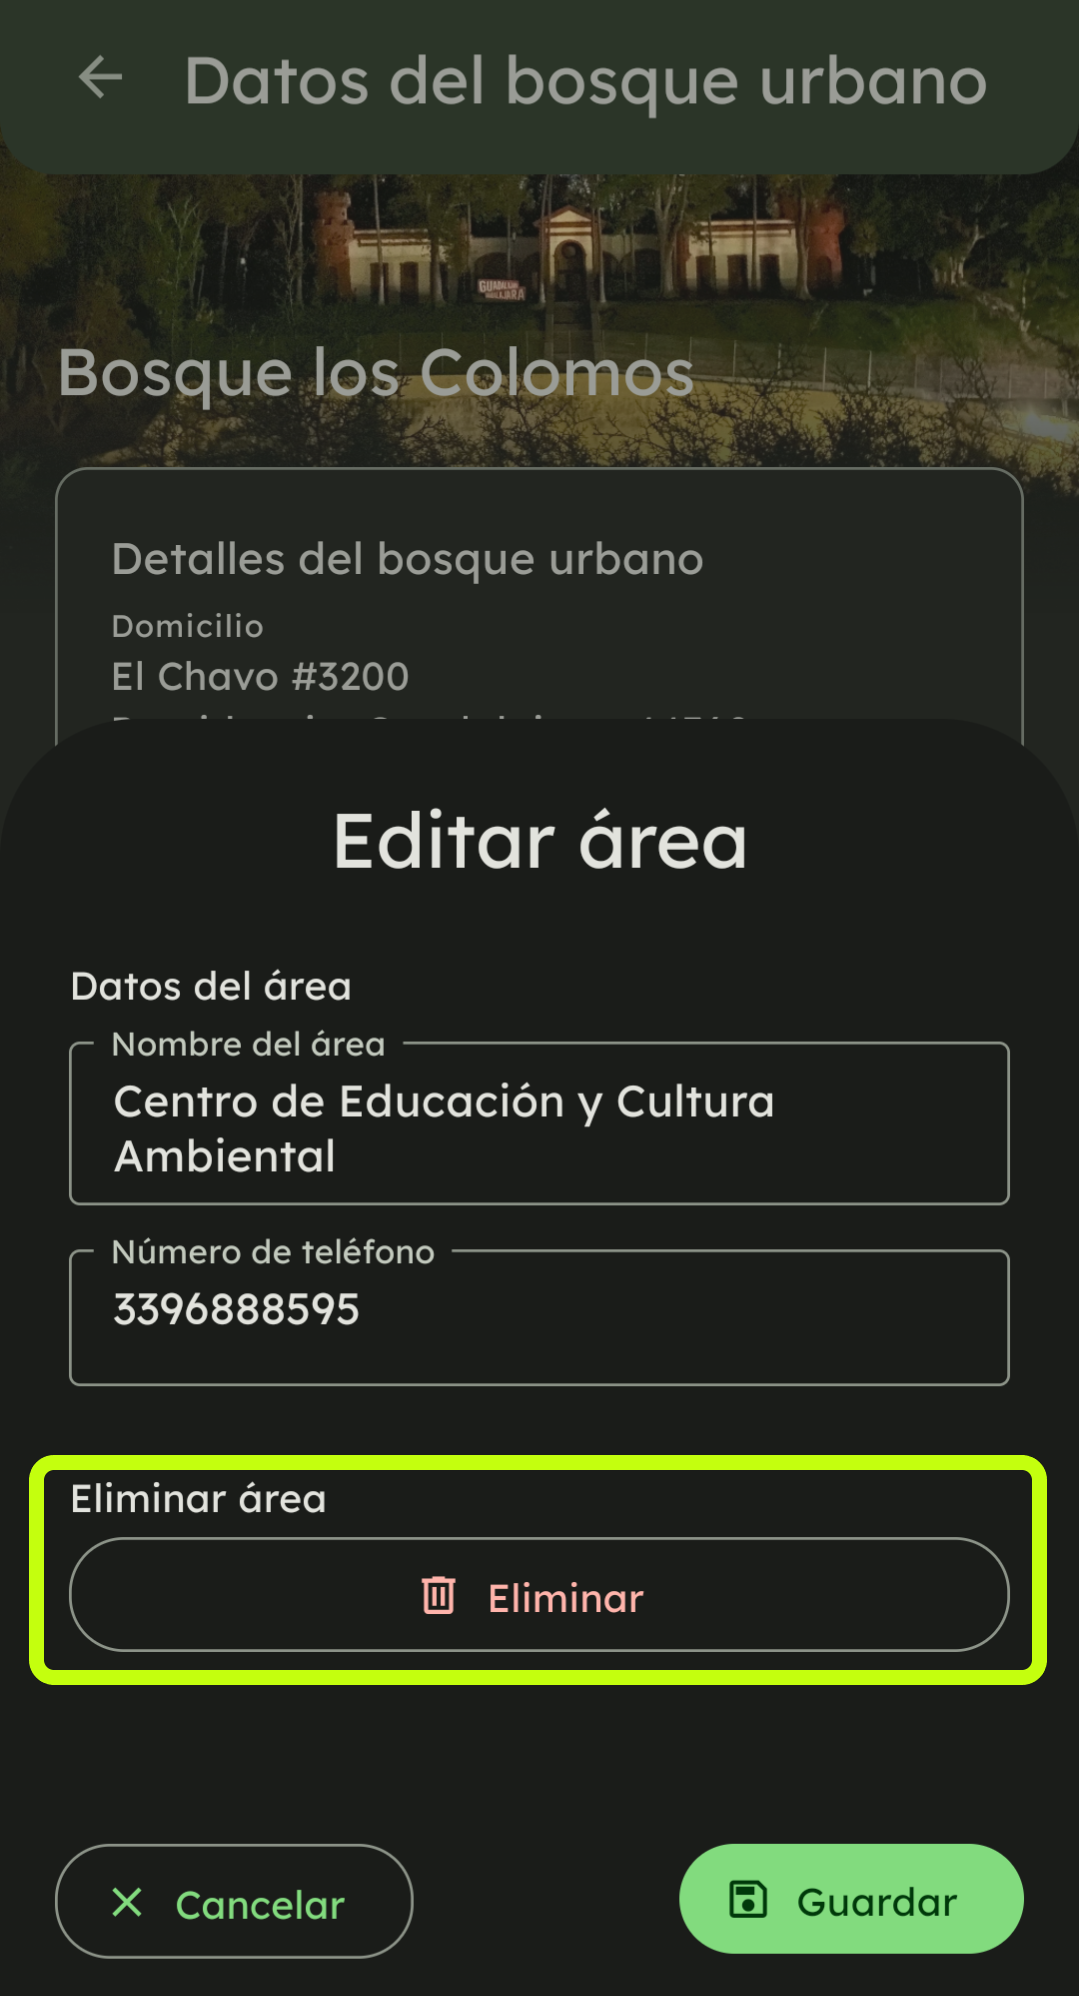 Datos del bosque urbano
Bosque los Colomos
Detalles del bosque urbano
Domicilio
El Chavo #3200
Editar área
Datos del área
Nombre del área
Centro de Educación y Cultura
Ambiental
Número de teléfono
3396888595
Eliminar área
Eliminar
Cancelar
Guardar